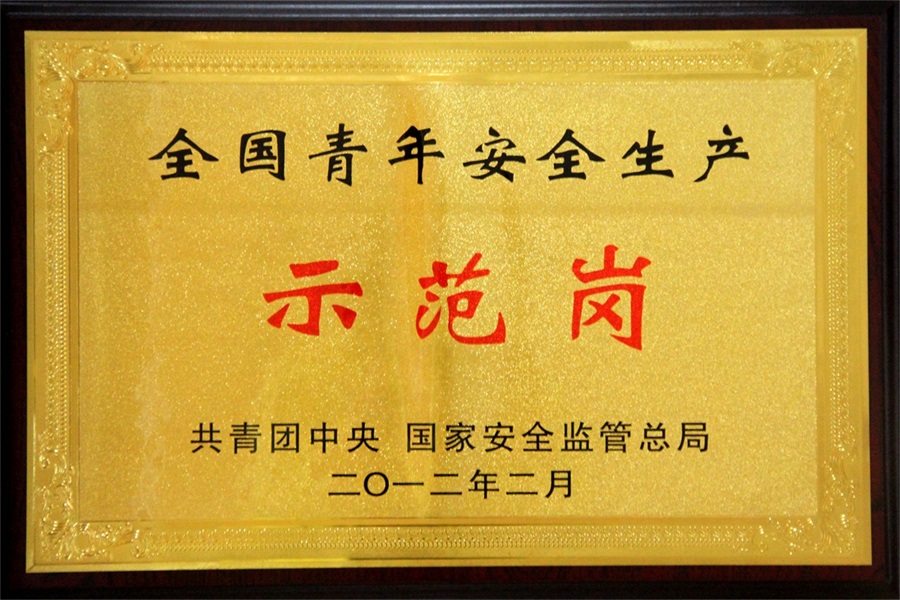 全国青年安全生产
示范岗
共青团中央 国家安全监管总局
二〇一二年二月